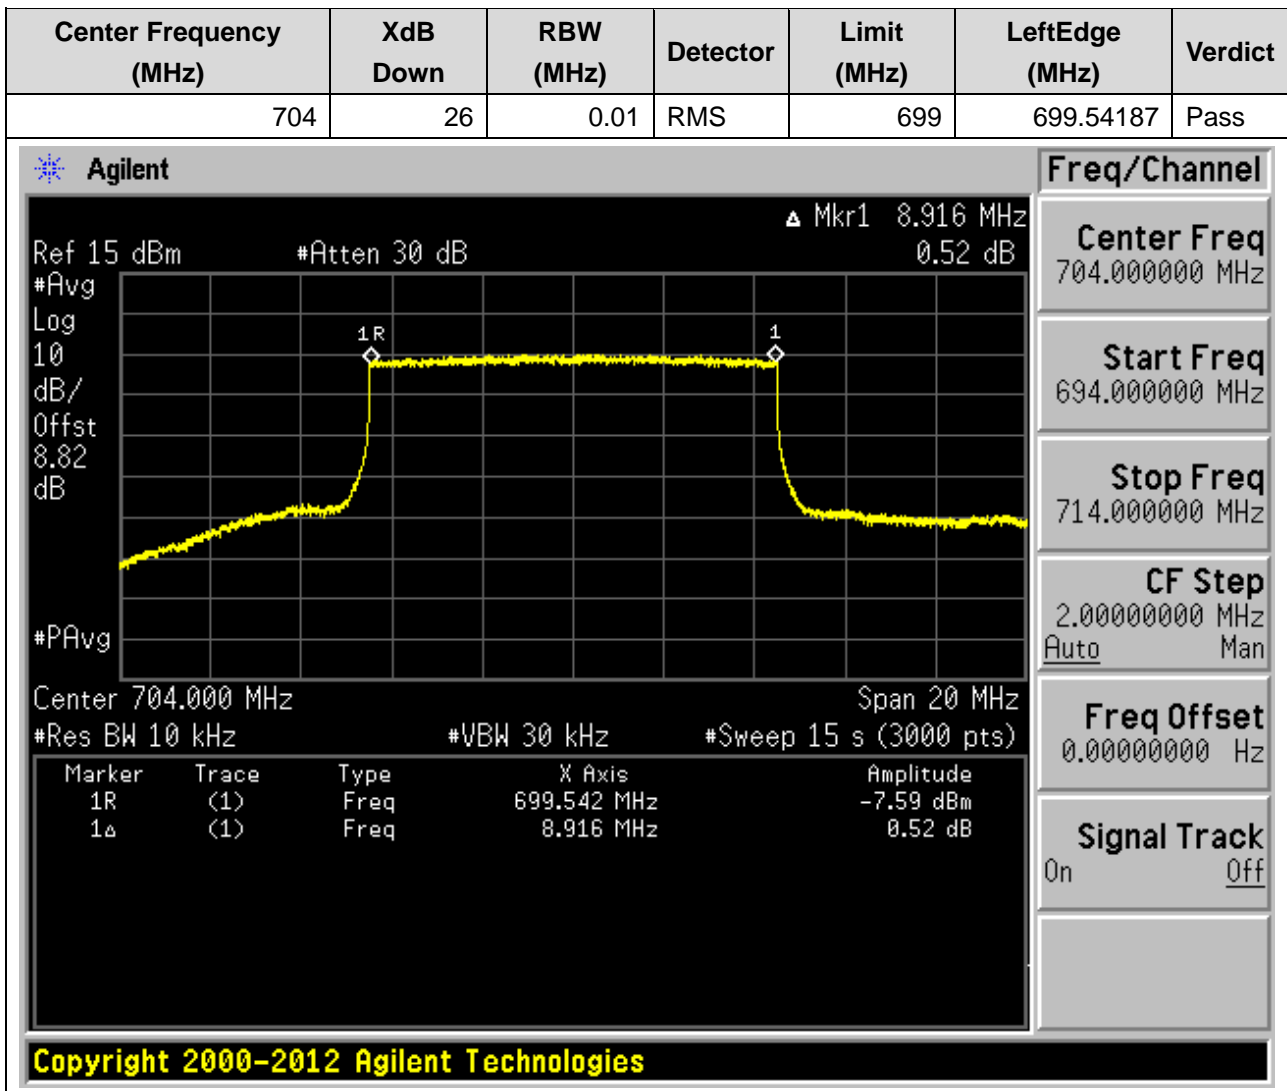 Center Frequency (MHz) XdB Down RBW (MHz) Detector Limit (MHz) LeftEdge (MHz) Verdict
704 26 0.01 RMS 699 699.54187 Pass
Agilent
Freq/Channel
▵ Mkr1 8.916 MHz
Ref 15 dBm #Atten 30 dB 0.52 dB
#Avg
Log
10
dB/
Offst
8.82
dB
1R
1
#PAvg
Center 704.000 MHz Span 20 MHz
#Res BW 10 kHz #VBW 30 kHz #Sweep 15 s (3000 pts)
Marker Trace Type X Axis Amplitude
1R (1) Freq 699.542 MHz -7.59 dBm
1▵ (1) Freq 8.916 MHz 0.52 dB
Center Freq
704.000000 MHz
Start Freq
694.000000 MHz
Stop Freq
714.000000 MHz
CF Step
2.00000000 MHz
Auto Man
Freq Offset
0.00000000 Hz
Signal Track
On Off
Copyright 2000-2012 Agilent Technologies